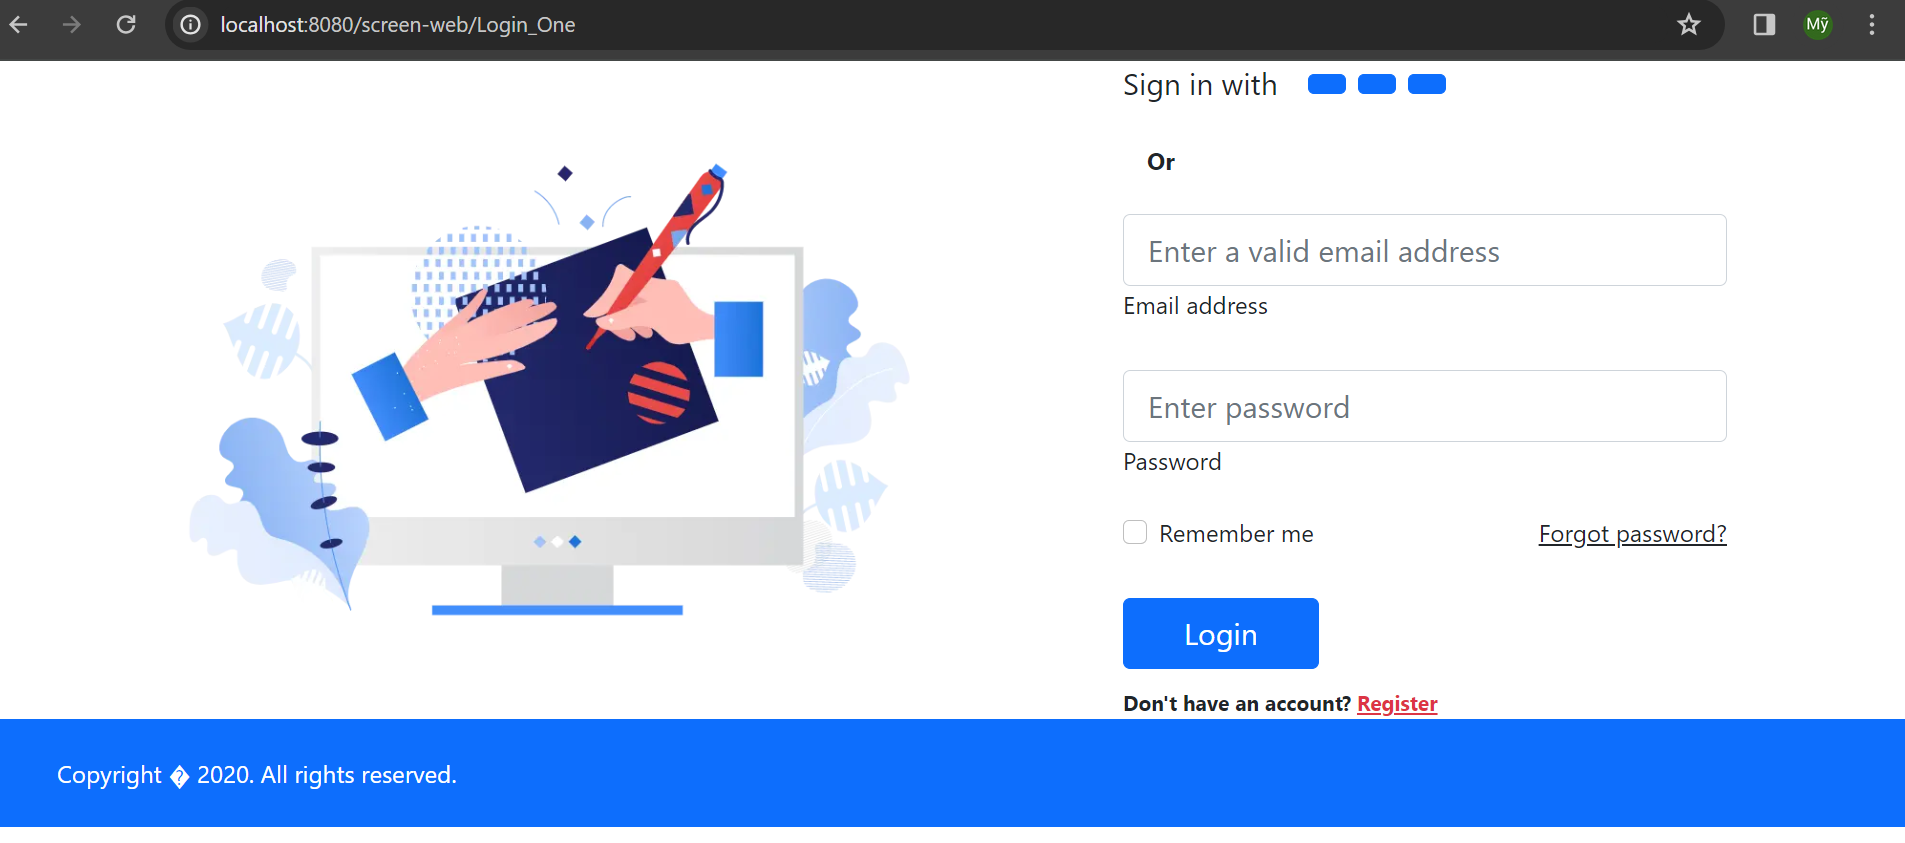 localhost:8080/screen-web/Login_One
Mỹ
Sign in with
Or
Enter a valid email address
Email address
Enter password
Password
Remember me Forgot password?
Login
Don't have an account? Register
Copyright � 2020. All rights reserved.